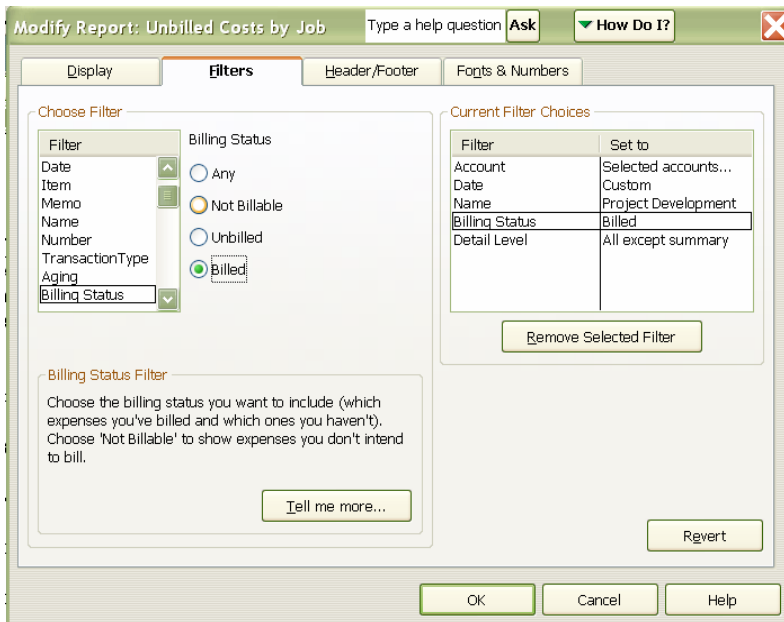 Modify Report: Unbilled Costs by Job
Type a help question Ask
How Do I?
Display
Filters
Header/Footer
Fonts & Numbers
Choose Filter
Filter
Date
Item
Memo
Name
Number
TransactionType
Aging
Billing Status
Billing Status
Any
Not Billable
Unbilled
Billed
Billing Status Filter
Choose the billing status you want to include (which
expenses you've billed and which ones you haven't).
Choose 'Not Billable' to show expenses you don't intend
to bill.
Tell me more...
Current Filter Choices
Filter Set to
Account Selected accounts...
Date Custom
Name Project Development
Billing Status Billed
Detail Level All except summary
Remove Selected Filter
Revert
OK
Cancel
Help